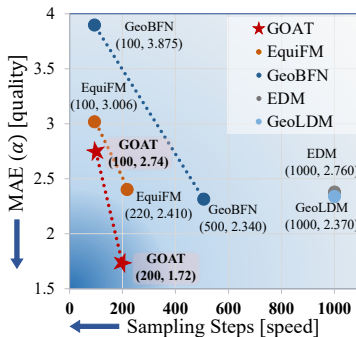 4
3.5
3
2.5
2
1.5
MAE (α) [quality]
GeoBFN
(100, 3.875)
GOAT
EquiFM
GeoBFN
EDM
GeoLDM
EquiFM
(100, 3.006)
GOAT
(100, 2.74)
EquiFM
(220, 2.410)
GeoBFN
(500, 2.340)
EDM
(1000, 2.760)
GeoLDM
(1000, 2.370)
GOAT
(200, 1.72)
0 200 400 600 800 1000
Sampling Steps [speed]